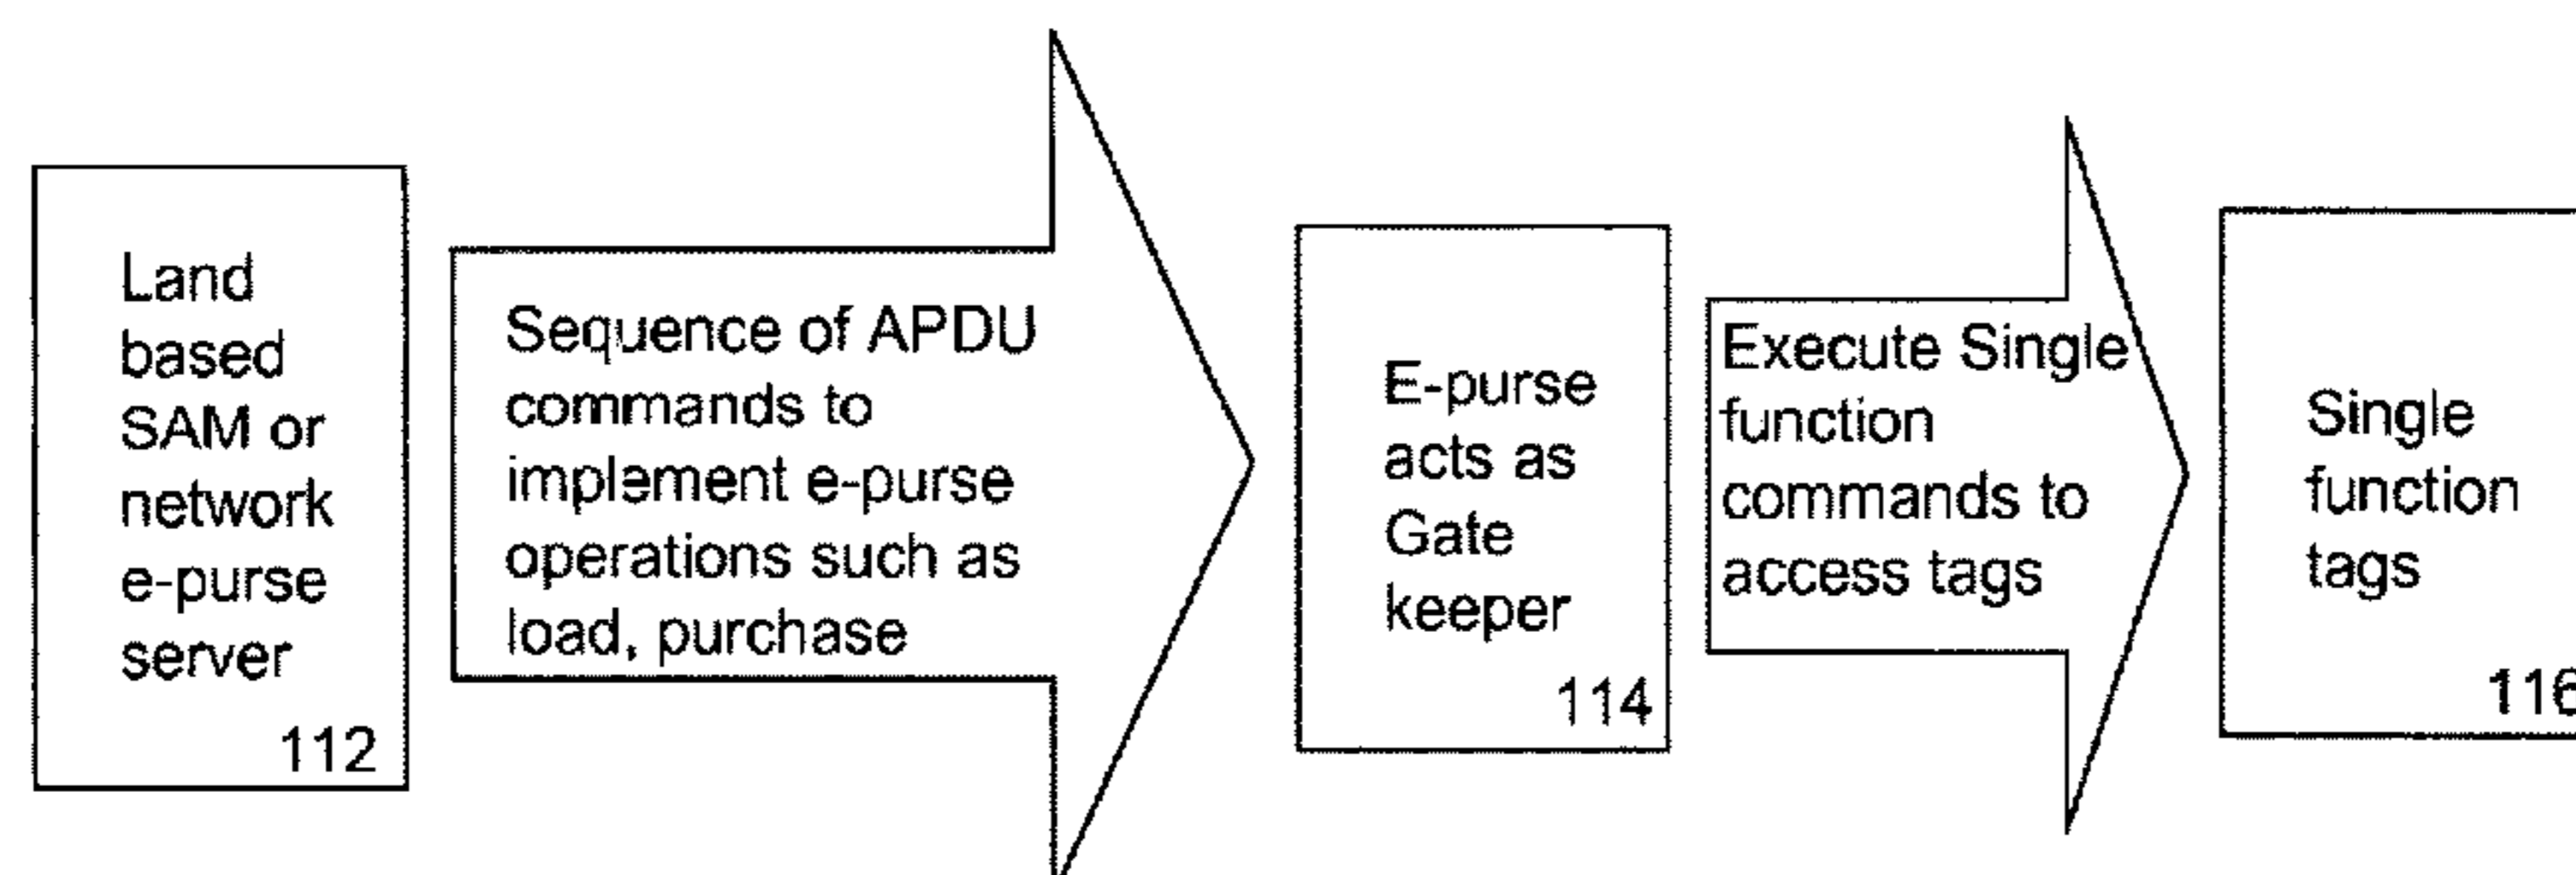 Land
based
SAM or
network
e-purse
server
112
Sequence of APDU
commands to
implement e-purse
operations such as
load, purchase
E-purse
acts as
Gate
keeper
114
Execute Single
function
commands to
access tags
Single
function
tags
116